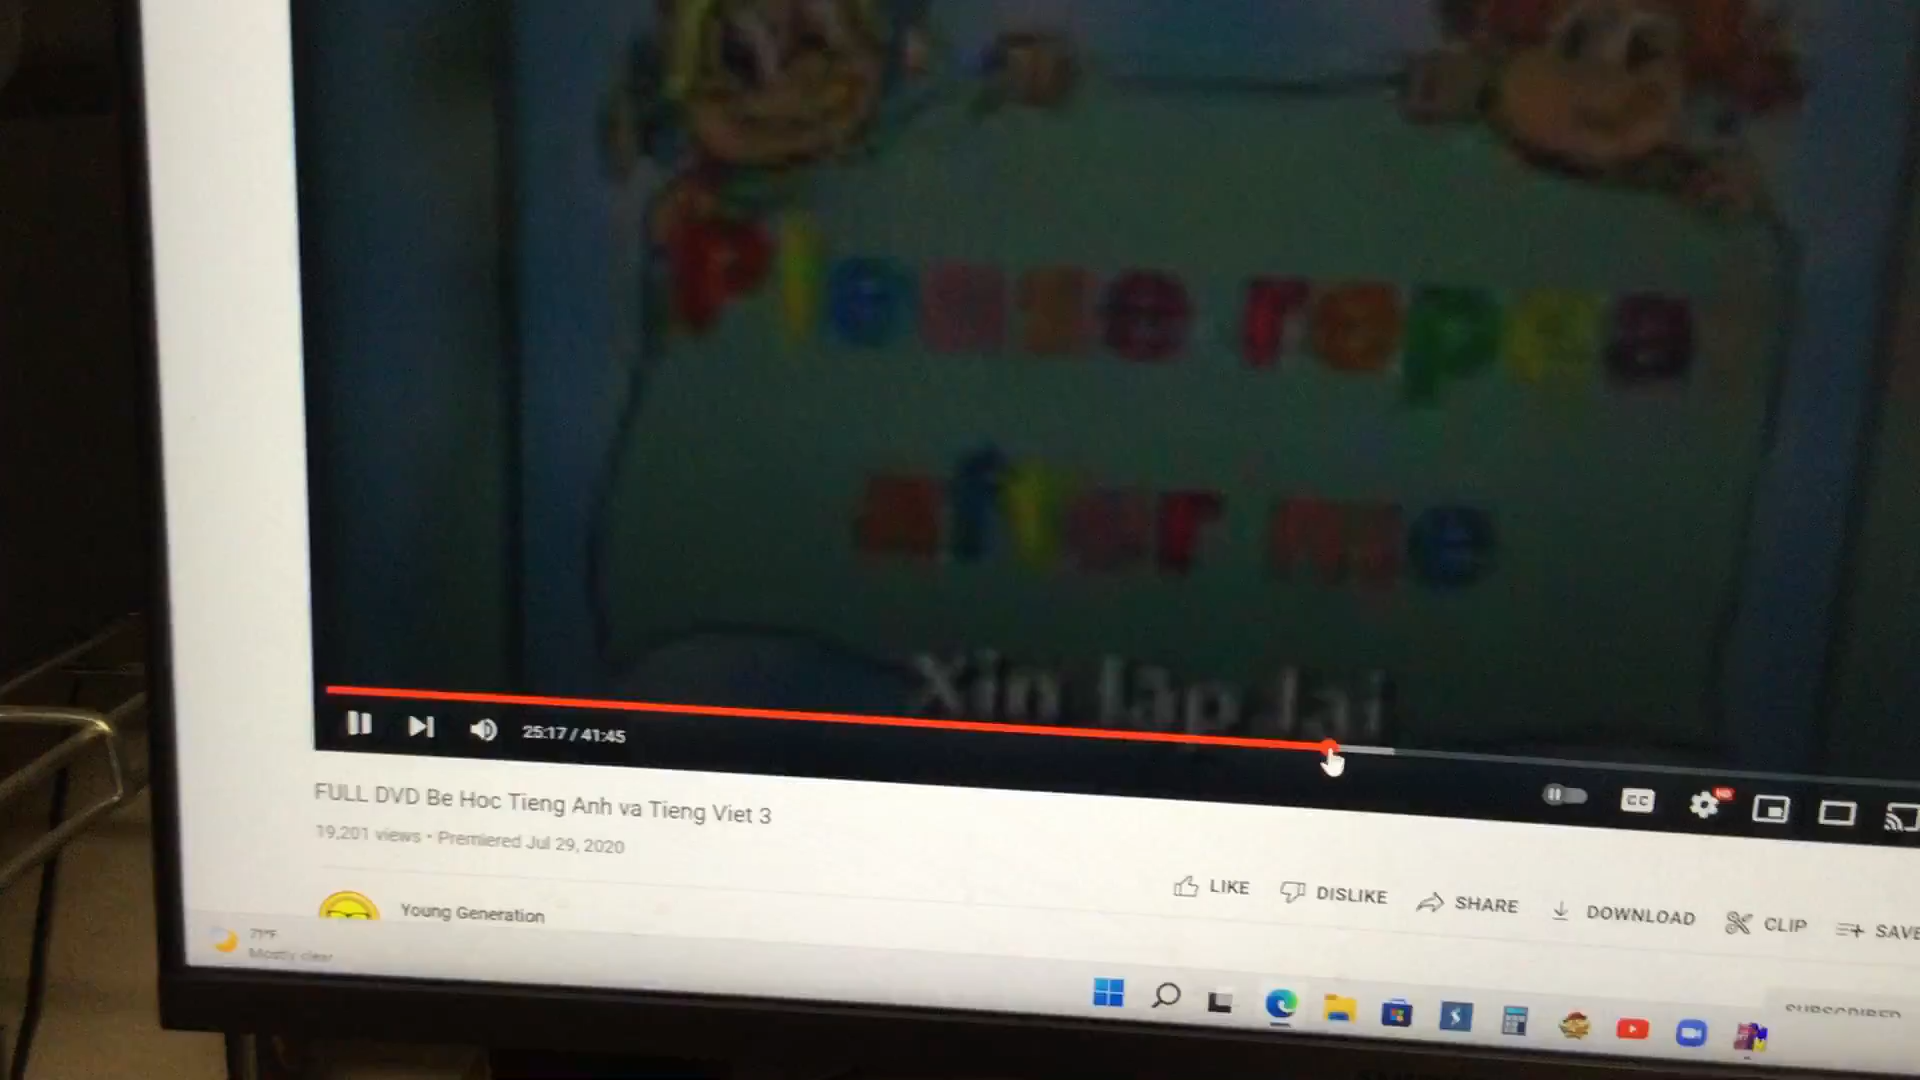 Please repea
after me
Xin lặp lại
25:17 / 41:45
CC
HD
FULL DVD Be Hoc Tieng Anh va Tieng Viet 3
19,201 views • Premiered Jul 29, 2020
LIKE DISLIKE SHARE DOWNLOAD CLIP SAVE
Young Generation
71°F
Mostly clear
SUBSCRIBED